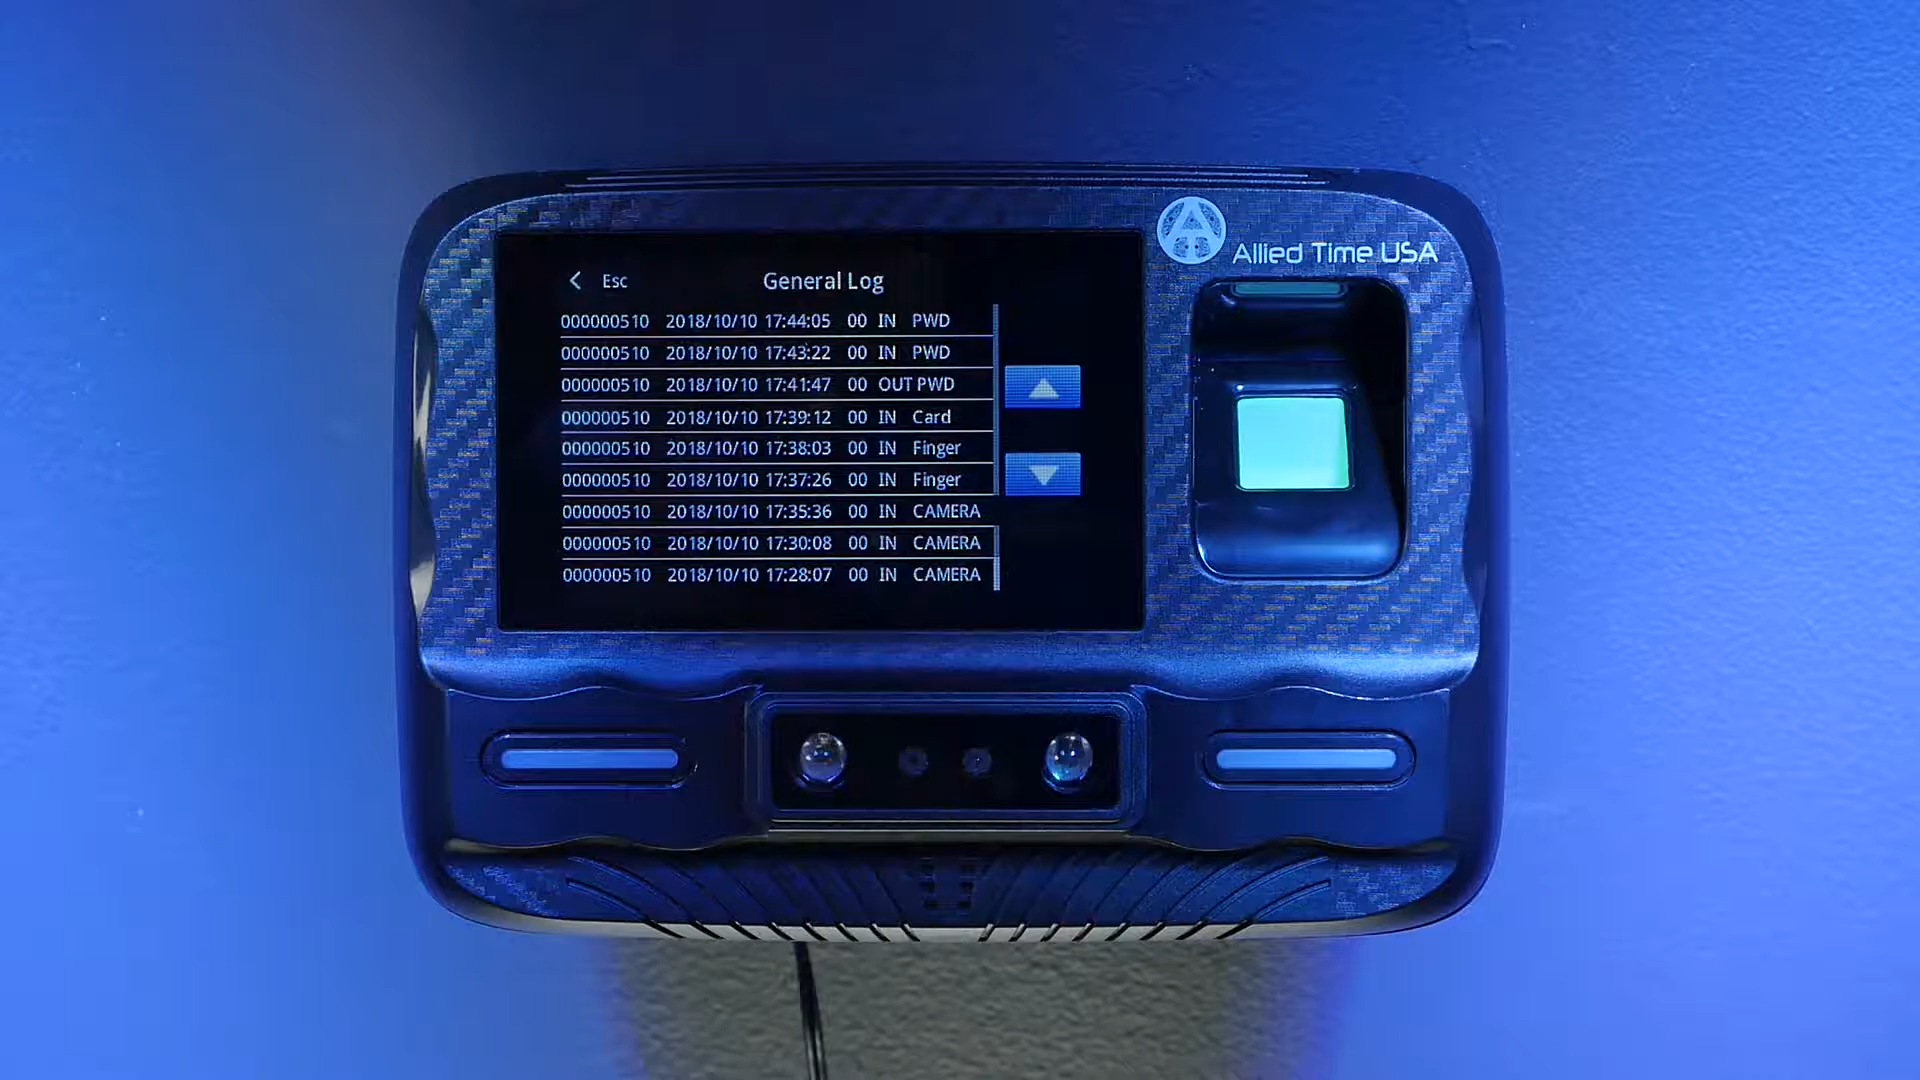 Allied Time USA
Esc General Log
000000510 2018/10/10 17:44:05 00 IN PWD
000000510 2018/10/10 17:43:22 00 IN PWD
000000510 2018/10/10 17:41:47 00 OUT PWD
000000510 2018/10/10 17:39:12 00 IN Card
000000510 2018/10/10 17:38:03 00 IN Finger
000000510 2018/10/10 17:37:26 00 IN Finger
000000510 2018/10/10 17:35:36 00 IN CAMERA
000000510 2018/10/10 17:30:08 00 IN CAMERA
000000510 2018/10/10 17:28:07 00 IN CAMERA